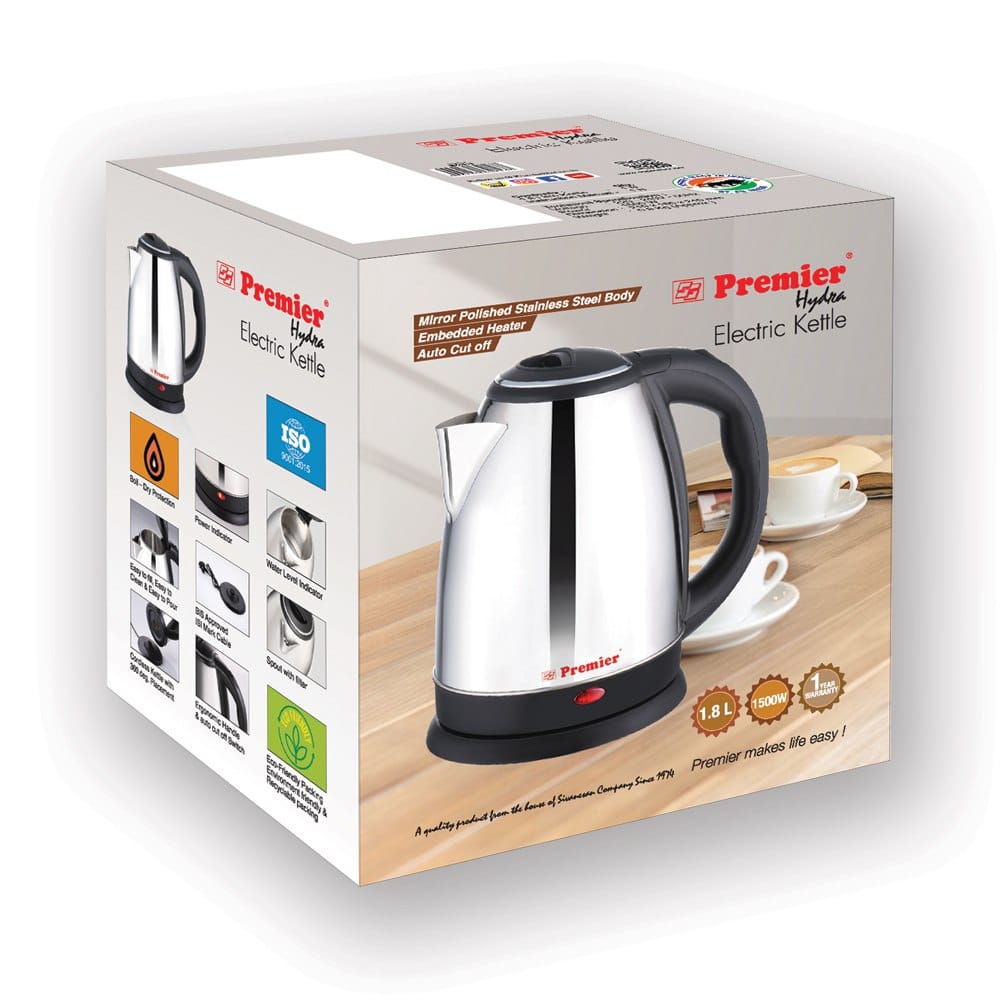 Premier®
Hydra
Electric Kettle
Premier®
Hydra
Electric Kettle
Mirror Polished Stainless Steel Body
Embedded Heater
Auto Cut off
Premier
1.8 L
1500W
1 YEAR
WARRANTY
Premier makes life easy !
A quality product from the house of Sivanesan Company Since 1974
Premier®
Hydra
Electric Kettle
Premier
ISO
9001:2015
Boil - Dry Protection
Power Indicator
Water Level Indicator
Easy to fill, Easy to
Clean & Easy to Pour
BIS Approved
ISI Mark Cable
Spout with filter
Cordless Kettle with
360 deg. Placement
Ergonomic Handle
& auto cut off Switch
Eco-Friendly Packing
Environment friendly &
Recyclable packing